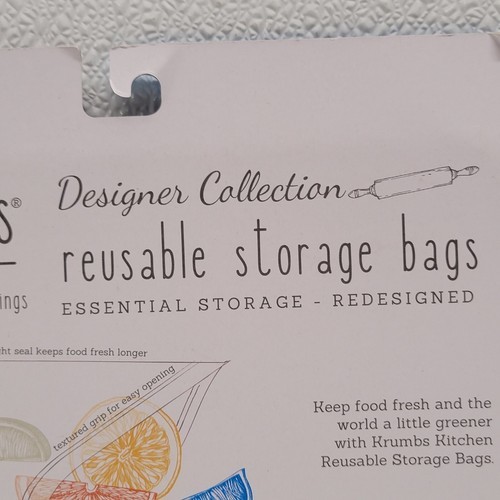 Designer Collection
reusable storage bags
ESSENTIAL STORAGE - REDESIGNED
seal keeps food fresh longer
textured grip for easy opening
Keep food fresh and the
world a little greener
with Krumbs Kitchen
Reusable Storage Bags.